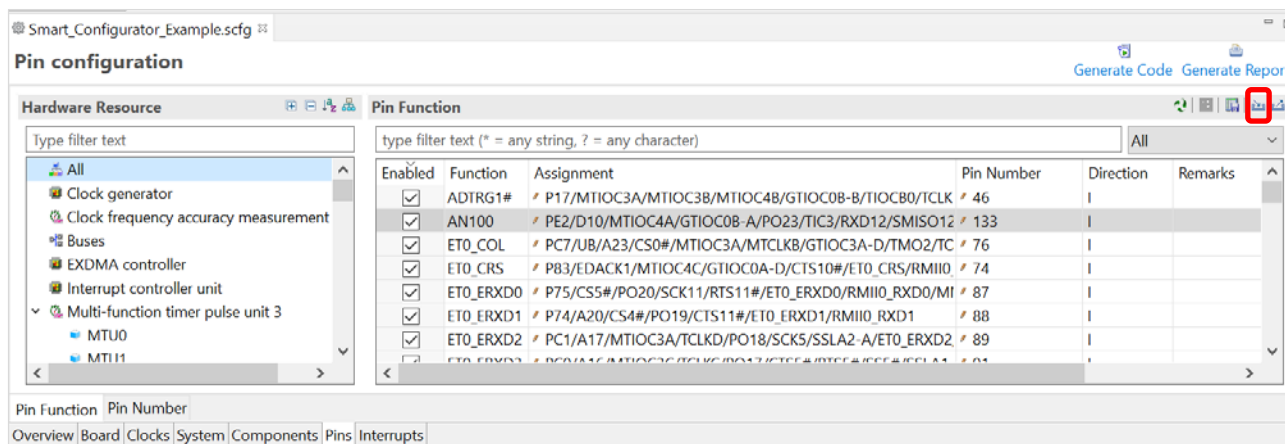 Smart_Configurator_Example.scfg
Pin configuration
Generate Code Generate Repor
Hardware Resource
Pin Function
Type filter text
type filter text (* = any string, ? = any character)
All
All
Clock generator
Clock frequency accuracy measurement
Buses
EXDMA controller
Interrupt controller unit
Multi-function timer pulse unit 3
MTU0
MTU1
Enabled Function Assignment Pin Number Direction Remarks
ADTRG1# P17/MTIOC3A/MTIOC3B/MTIOC4B/GTIOC0B-B/TIOCB0/TCLK 46 I
AN100 PE2/D10/MTIOC4A/GTIOC0B-A/PO23/TIC3/RXD12/SMISO12 133 I
ET0_COL PC7/UB/A23/CS0#/MTIOC3A/MTCLKB/GTIOC3A-D/TMO2/TC 76 I
ET0_CRS P83/EDACK1/MTIOC4C/GTIOC0A-D/CTS10#/ET0_CRS/RMII0_ 74 I
ET0_ERXD0 P75/CS5#/PO20/SCK11/RTS11#/ET0_ERXD0/RMII0_RXD0/MI 87 I
ET0_ERXD1 P74/A20/CS4#/PO19/CTS11#/ET0_ERXD1/RMII0_RXD1 88 I
ET0_ERXD2 PC1/A17/MTIOC3A/TCLKD/PO18/SCK5/SSLA2-A/ET0_ERXD2 89 I
Pin Function Pin Number
Overview Board Clocks System Components Pins Interrupts